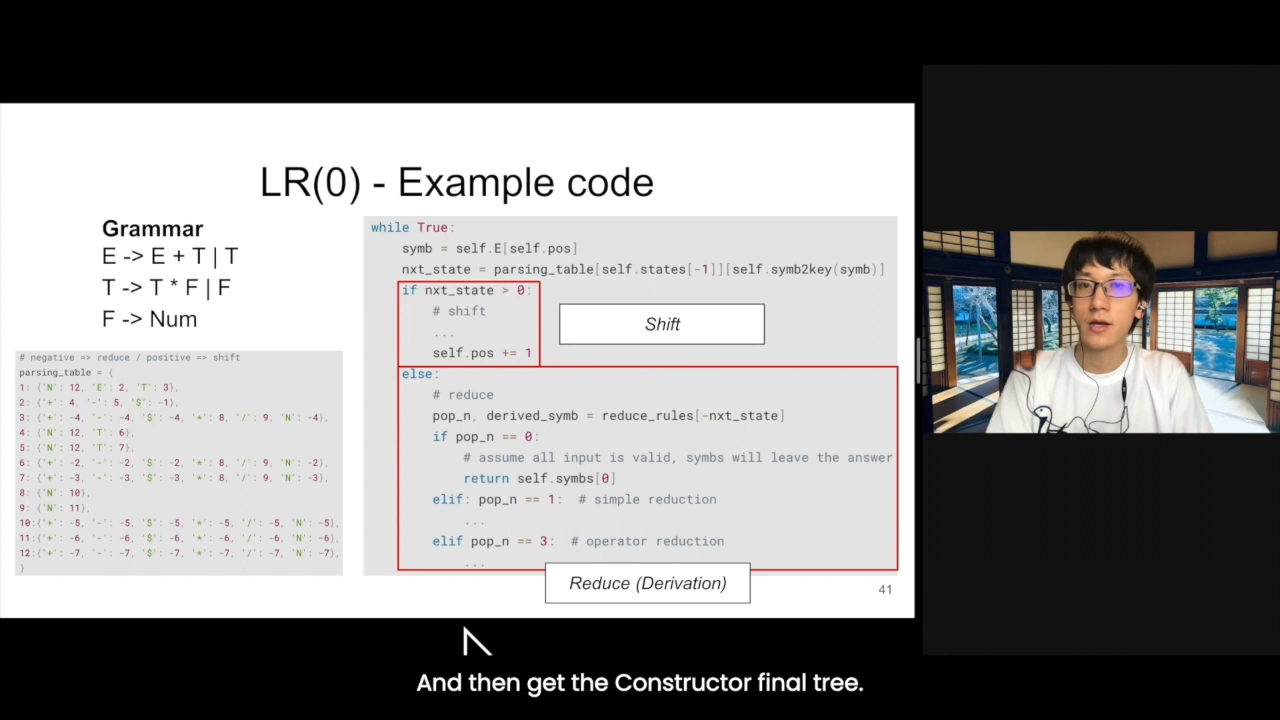 LR(0) - Example code
Grammar
E -> E + T | T
T -> T * F | F
F -> Num
# negative => reduce / positive => shift
parsing_table = {
1: {'N': 12, 'E': 2, 'T': 3},
2: {'+': 4, '-': 5, '$': -1},
3: {'+': -4, '-': -4, '$': -4, '*': 8, '/': 9, 'N': -4},
4: {'N': 12, 'T': 6},
5: {'N': 12, 'T': 7},
6: {'+': -2, '-': -2, '$': -2, '*': 8, '/': 9, 'N': -2},
7: {'+': -3, '-': -3, '$': -3, '*': 8, '/': 9, 'N': -3},
8: {'N': 10},
9: {'N': 11},
10:{'+': -5, '-': -5, '$': -5, '*': -5, '/': -5, 'N': -5},
11:{'+': -6, '-': -6, '$': -6, '*': -6, '/': -6, 'N': -6},
12:{'+': -7, '-': -7, '$': -7, '*': -7, '/': -7, 'N': -7},
}
while True:
symb = self.E[self.pos]
nxt_state = parsing_table[self.states[-1]][self.symb2key(symb)]
if nxt_state > 0:
# shift
...
self.pos += 1
Shift
else:
# reduce
pop_n, derived_symb = reduce_rules[-nxt_state]
if pop_n == 0:
# assume all input is valid, symbs will leave the answer
return self.symbs[0]
elif: pop_n == 1: # simple reduction
...
elif pop_n == 3: # operator reduction
...
Reduce (Derivation)
41
And then get the Constructor final tree.